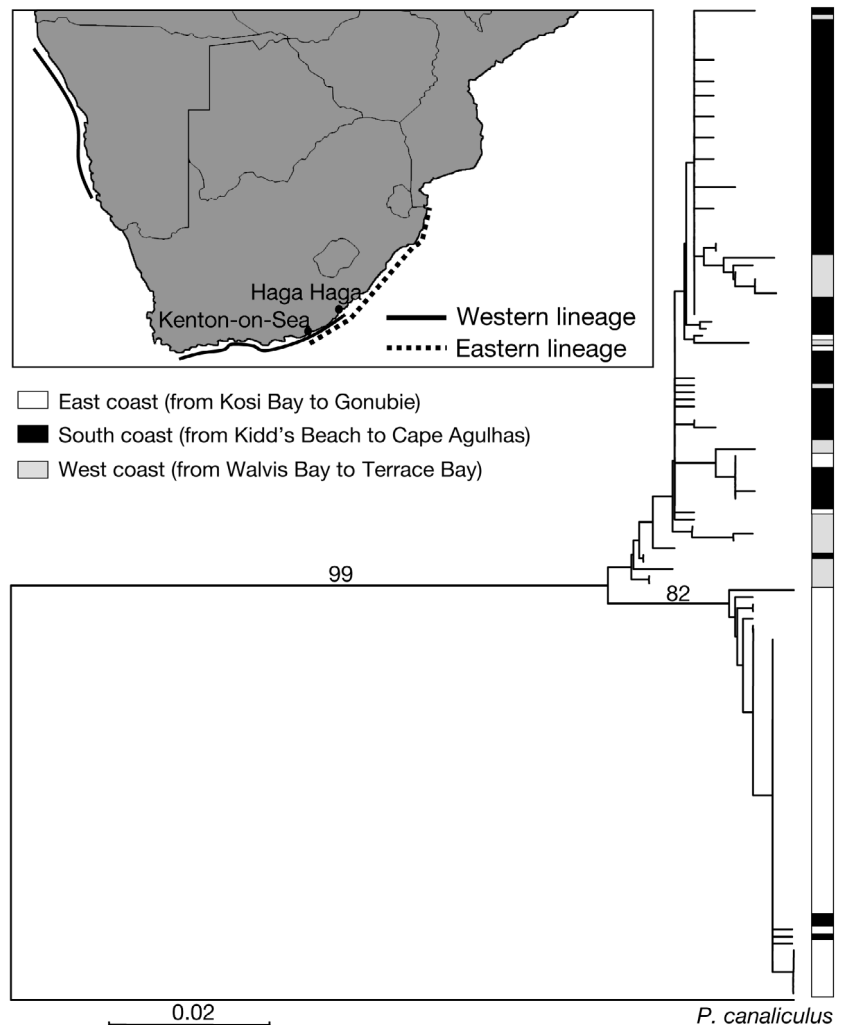 Haga Haga
Kenton-on-Sea
Western lineage
Eastern lineage
East coast (from Kosi Bay to Gonubie)
South coast (from Kidd's Beach to Cape Agulhas)
West coast (from Walvis Bay to Terrace Bay)
99
82
0.02
P. canaliculus